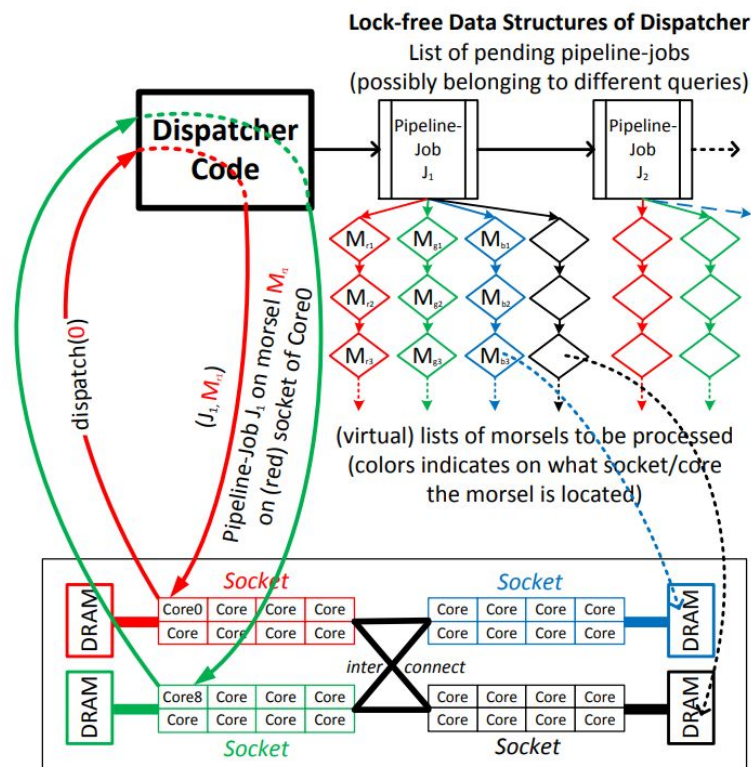 Lock-free Data Structures of Dispatcher
List of pending pipeline-jobs
(possibly belonging to different queries)
Dispatcher
Code
Pipeline-
Job
J1
Pipeline-
Job
J2
Mr1
Mg1
Mb1
Mr2
Mg2
Mb2
Mr3
Mg3
Mb3
dispatch(0)
(J1, Mr1)
Pipeline-Job J1 on morsel Mr1
on (red) socket of Core0
(virtual) lists of morsels to be processed
(colors indicates on what socket/core
the morsel is located)
Socket
Socket
DRAM
Core0 Core Core Core
Core Core Core Core
Core Core Core Core
Core Core Core Core
DRAM
inter connect
DRAM
Core8 Core Core Core
Core Core Core Core
Core Core Core Core
Core Core Core Core
DRAM
Socket
Socket